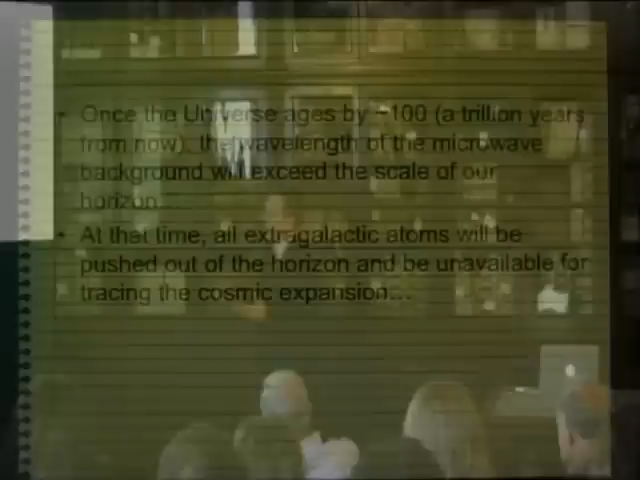 • Once the Universe ages by ~100 (a trillion years
from now), the wavelength of the microwave
background will exceed the scale of our
horizon
• At that time, all extragalactic atoms will be
pushed out of the horizon and be unavailable for
tracing the cosmic expansion...